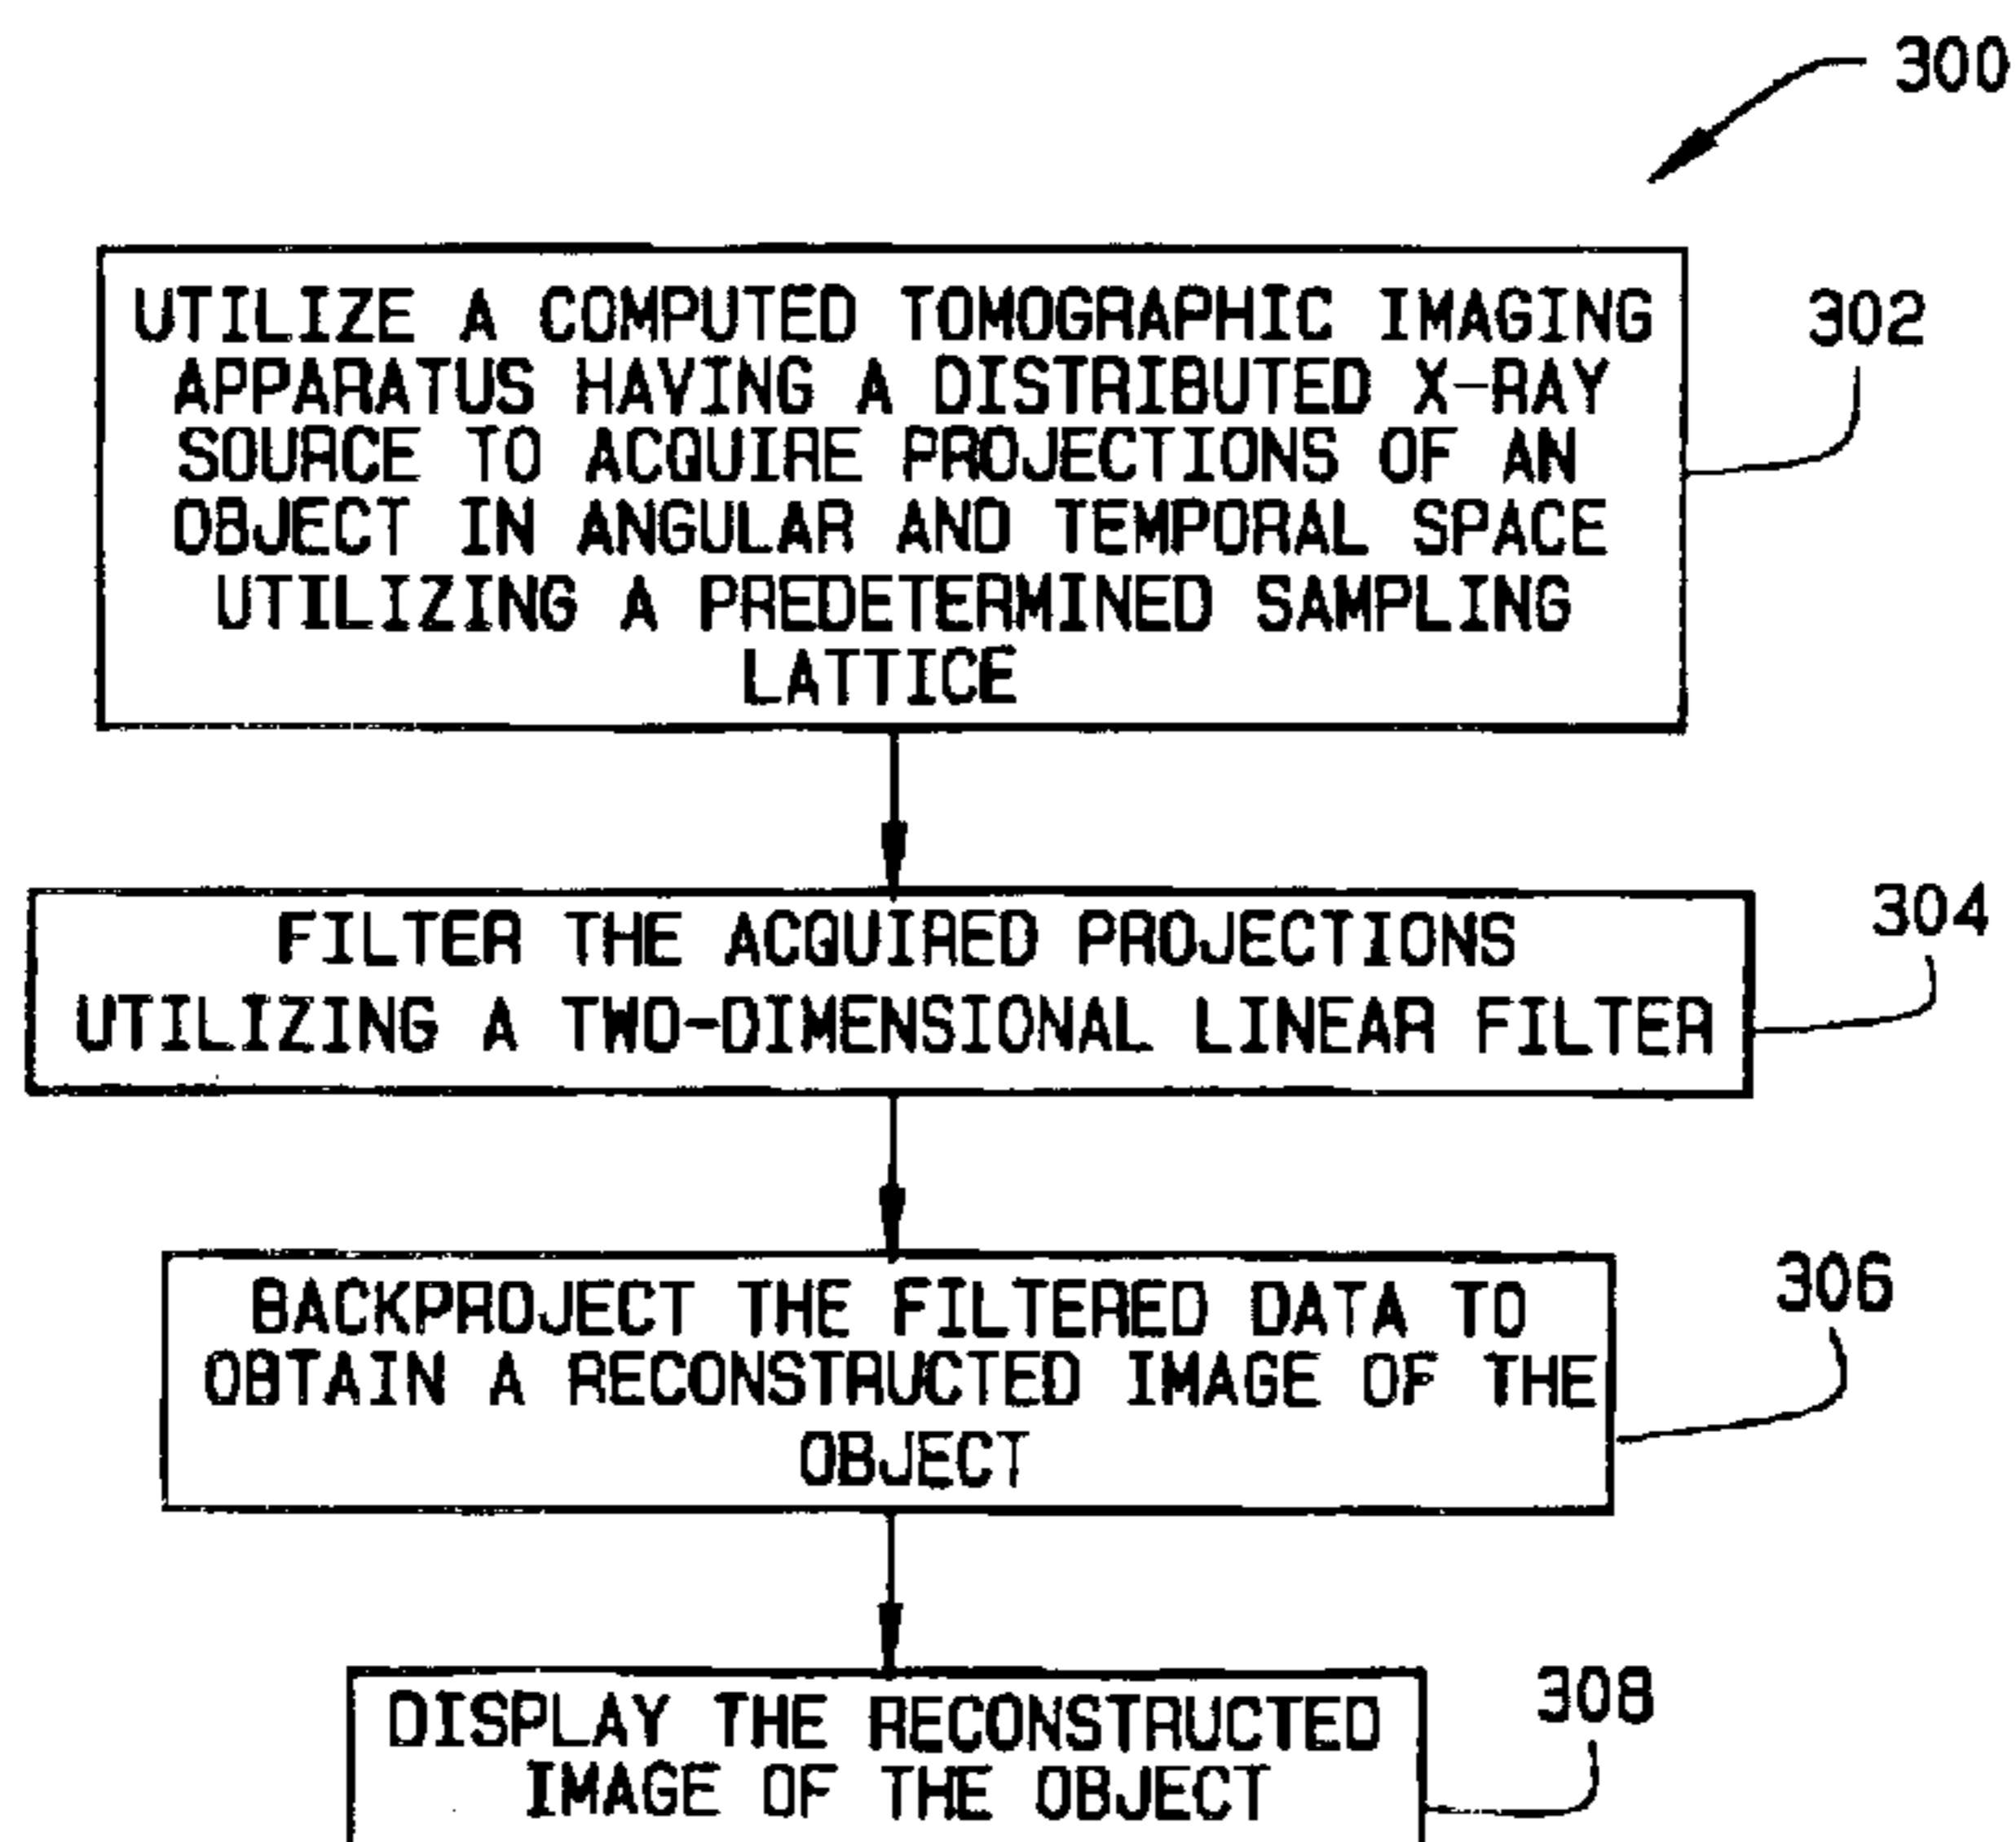 300
UTILIZE A COMPUTED TOMOGRAPHIC IMAGING
APPARATUS HAVING A DISTRIBUTED X-RAY
SOURCE TO ACQUIRE PROJECTIONS OF AN
OBJECT IN ANGULAR AND TEMPORAL SPACE
UTILIZING A PREDETERMINED SAMPLING
LATTICE
302
FILTER THE ACQUIRED PROJECTIONS
UTILIZING A TWO-DIMENSIONAL LINEAR FILTER
304
BACKPROJECT THE FILTERED DATA TO
OBTAIN A RECONSTRUCTED IMAGE OF THE
OBJECT
306
DISPLAY THE RECONSTRUCTED
IMAGE OF THE OBJECT
308